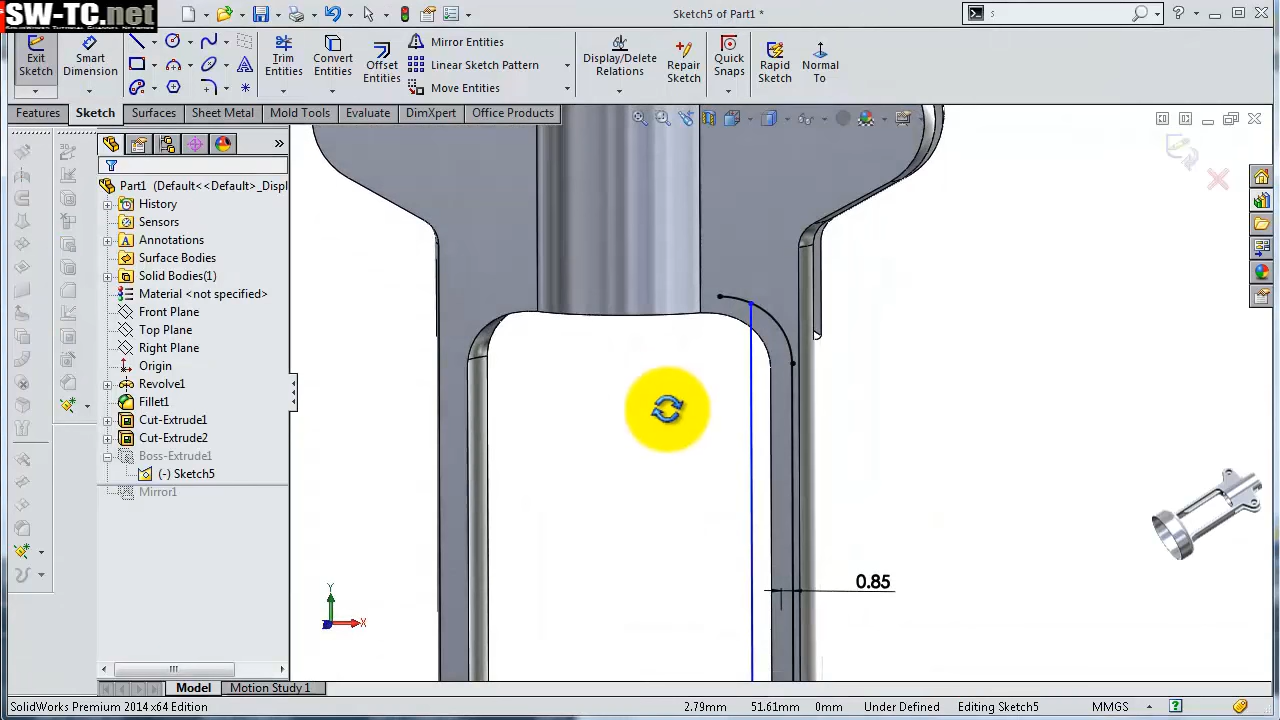 SW-TC.net
SOLIDWORKS TUTORIAL CHANNEL NETWORK
Sketch5 of Part1
s
Exit Sketch
Smart Dimension
Trim Entities
Convert Entities
Offset Entities
Mirror Entities
Linear Sketch Pattern
Move Entities
Display/Delete Relations
Repair Sketch
Quick Snaps
Rapid Sketch
Normal To
Features
Sketch
Surfaces
Sheet Metal
Mold Tools
Evaluate
DimXpert
Office Products
Part1 (Default<<Default>_Displ
History
Sensors
Annotations
Surface Bodies
Solid Bodies(1)
Material <not specified>
Front Plane
Top Plane
Right Plane
Origin
Revolve1
Fillet1
Cut-Extrude1
Cut-Extrude2
Boss-Extrude1
(-) Sketch5
Mirror1
0.85
Y
X
Model
Motion Study 1
SolidWorks Premium 2014 x64 Edition
2.79mm
51.61mm
0mm
Under Defined
Editing Sketch5
MMGS